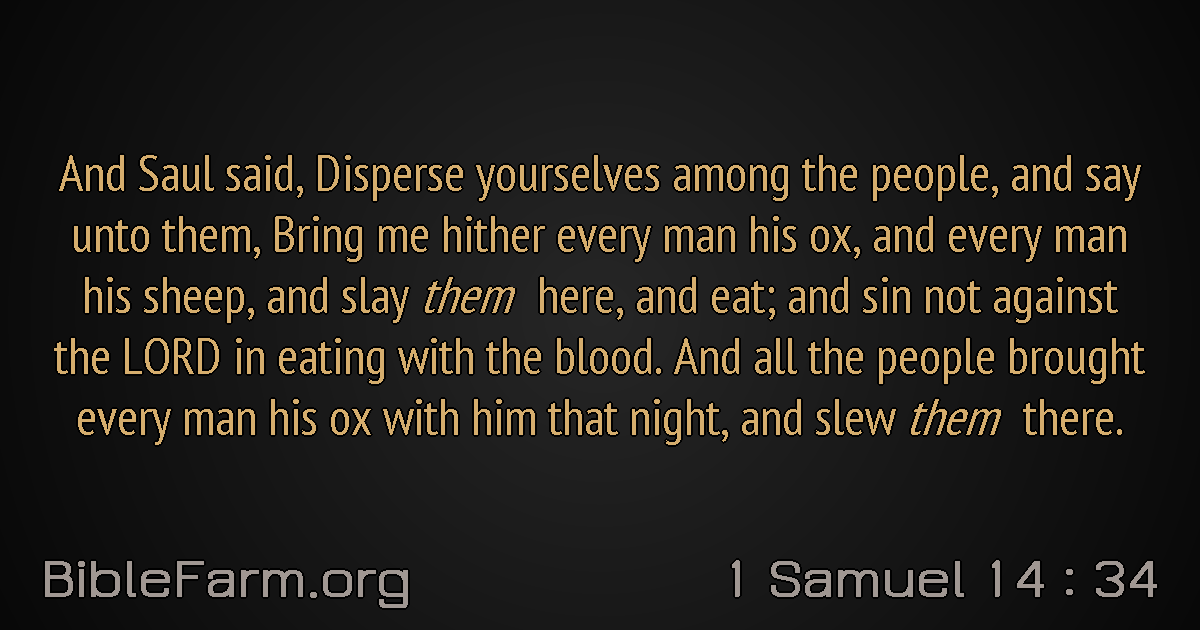 And Saul said, Disperse yourselves among the people, and say
unto them, Bring me hither every man his ox, and every man
his sheep, and slay them here, and eat; and sin not against
the LORD in eating with the blood. And all the people brought
every man his ox with him that night, and slew them there.
BibleFarm.org
1 Samuel 14 : 34